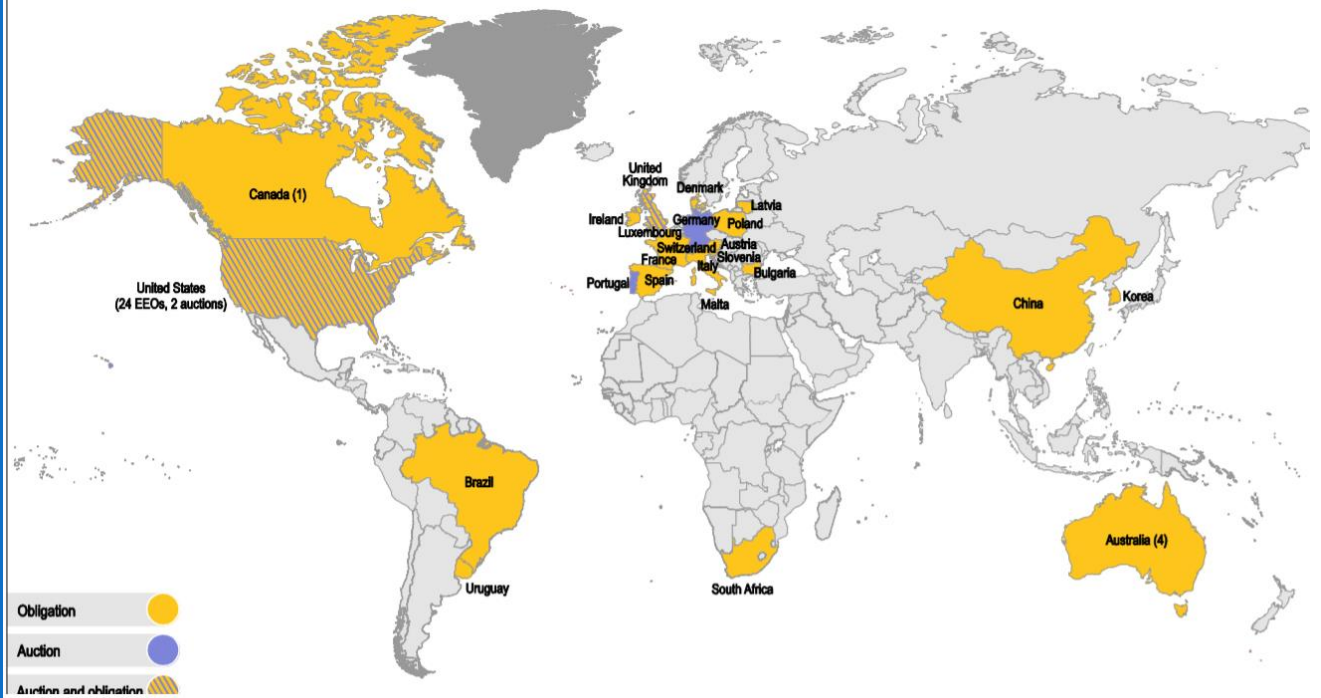 Canada (1)
United States
(24 EEOs, 2 auctions)
United
Kingdom
Denmark
Latvia
Ireland
Germany
Poland
Luxembourg
Switzerland
Austria
Slovenia
France
Italy
Bulgaria
Portugal
Spain
Malta
China
Korea
Brazil
Uruguay
South Africa
Australia (4)
Obligation
Auction
Auction and obligation